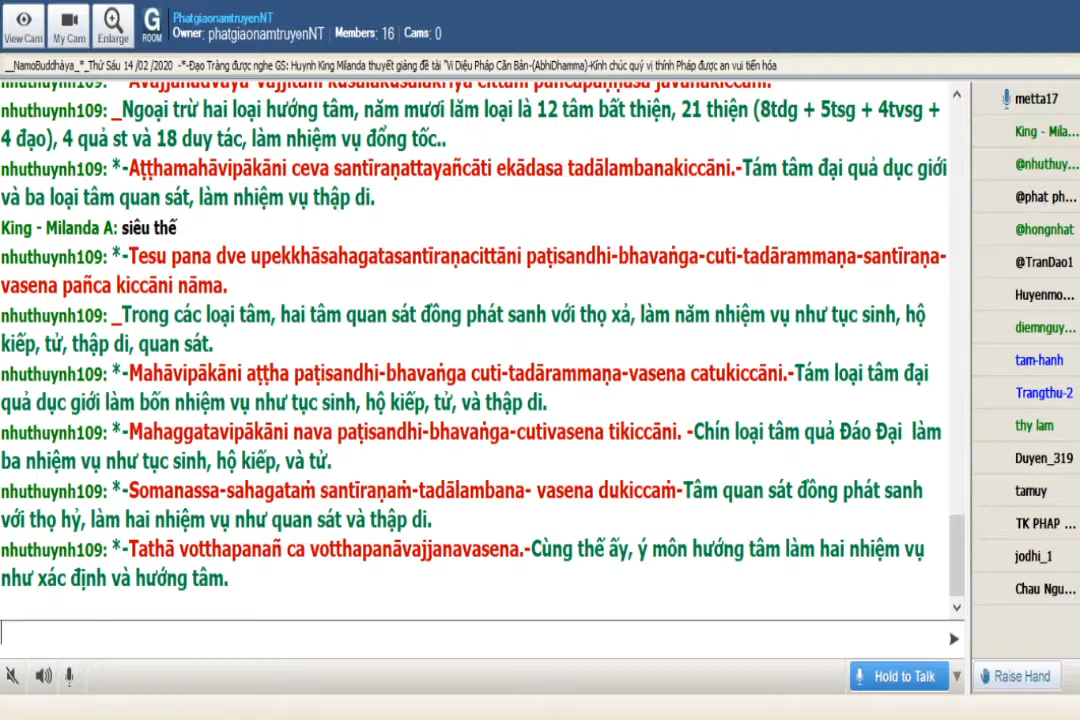 View Cam
My Cam
Enlarge
G
ROOM
PhatgiaonamtruyenNT
Owner: phatgiaonamtruyenNT Members: 16 Cams: 0
__NamoBuddhàya_*_Thứ Sáu 14 /02 /2020 -*-Đạo Tràng được nghe GS: Huynh King Milanda thuyết giảng đề tài "Vi Diệu Pháp Căn Bản-(AbhiDhamma)-Kính chúc quý vị thính Pháp được an vui tiến hóa
nhuthuynh109: _Ngoại trừ hai loại hướng tâm, năm mươi lăm loại là 12 tâm bất thiện, 21 thiện (8tdg + 5tsg + 4tvsg +
4 đạo), 4 quả st và 18 duy tác, làm nhiệm vụ đổng tốc..
nhuthuynh109: *-Aṭṭhamahāvipākāni ceva santīraṇattayañcāti ekādasa tadālambanakiccāni.-Tám tâm đại quả dục giới
và ba loại tâm quan sát, làm nhiệm vụ thập di.
King - Milanda A: siêu thế
nhuthuynh109: *-Tesu pana dve upekkhāsahagatasantīraṇacittāni paṭisandhi-bhavaṅga-cuti-tadārammaṇa-santīraṇa-
vasena pañca kiccāni nāma.
nhuthuynh109: _Trong các loại tâm, hai tâm quan sát đồng phát sanh với thọ xả, làm năm nhiệm vụ như tục sinh, hộ
kiếp, tử, thập di, quan sát.
nhuthuynh109: *-Mahāvipākāni aṭṭha paṭisandhi-bhavaṅga cuti-tadārammaṇa-vasena catukiccāni.-Tám loại tâm đại
quả dục giới làm bốn nhiệm vụ như tục sinh, hộ kiếp, tử, và thập di.
nhuthuynh109: *-Mahaggatavipākāni nava paṭisandhi-bhavaṅga-cutivasena tikiccāni. -Chín loại tâm quả Đáo Đại làm
ba nhiệm vụ như tục sinh, hộ kiếp, và tử.
nhuthuynh109: *-Somanassa-sahagataṁ santīraṇaṁ-tadālambana- vasena dukiccaṁ-Tâm quan sát đồng phát sanh
với thọ hỷ, làm hai nhiệm vụ như quan sát và thập di.
nhuthuynh109: *-Tathā votthapanañ ca votthapanāvajjanavasena.-Cùng thế ấy, ý môn hướng tâm làm hai nhiệm vụ
như xác định và hướng tâm.
Hold to Talk
metta17
King - Mila...
@nhuthuy...
@phat ph...
@hongnhat
@TranDao1
Huyenmo...
diemnguy...
tam-hanh
Trangthu-2
thy lam
Duyen_319
tamuy
TK PHAP ...
jodhi_1
Chau Ngu...
Raise Hand